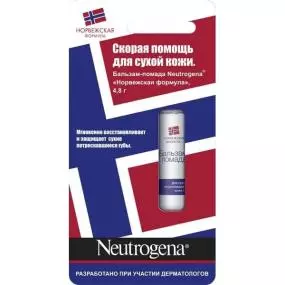 НОРВЕЖСКАЯ
ФОРМУЛА
Скорая помощь
для сухой кожи.
Бальзам-помада Neutrogena®
«Норвежская формула»,
4,8 г
Мгновенно восстанавливает
и защищает сухие
потрескавшиеся губы.
Бальзам
помада
Neutrogena®
РАЗРАБОТАНО ПРИ УЧАСТИИ ДЕРМАТОЛОГОВ